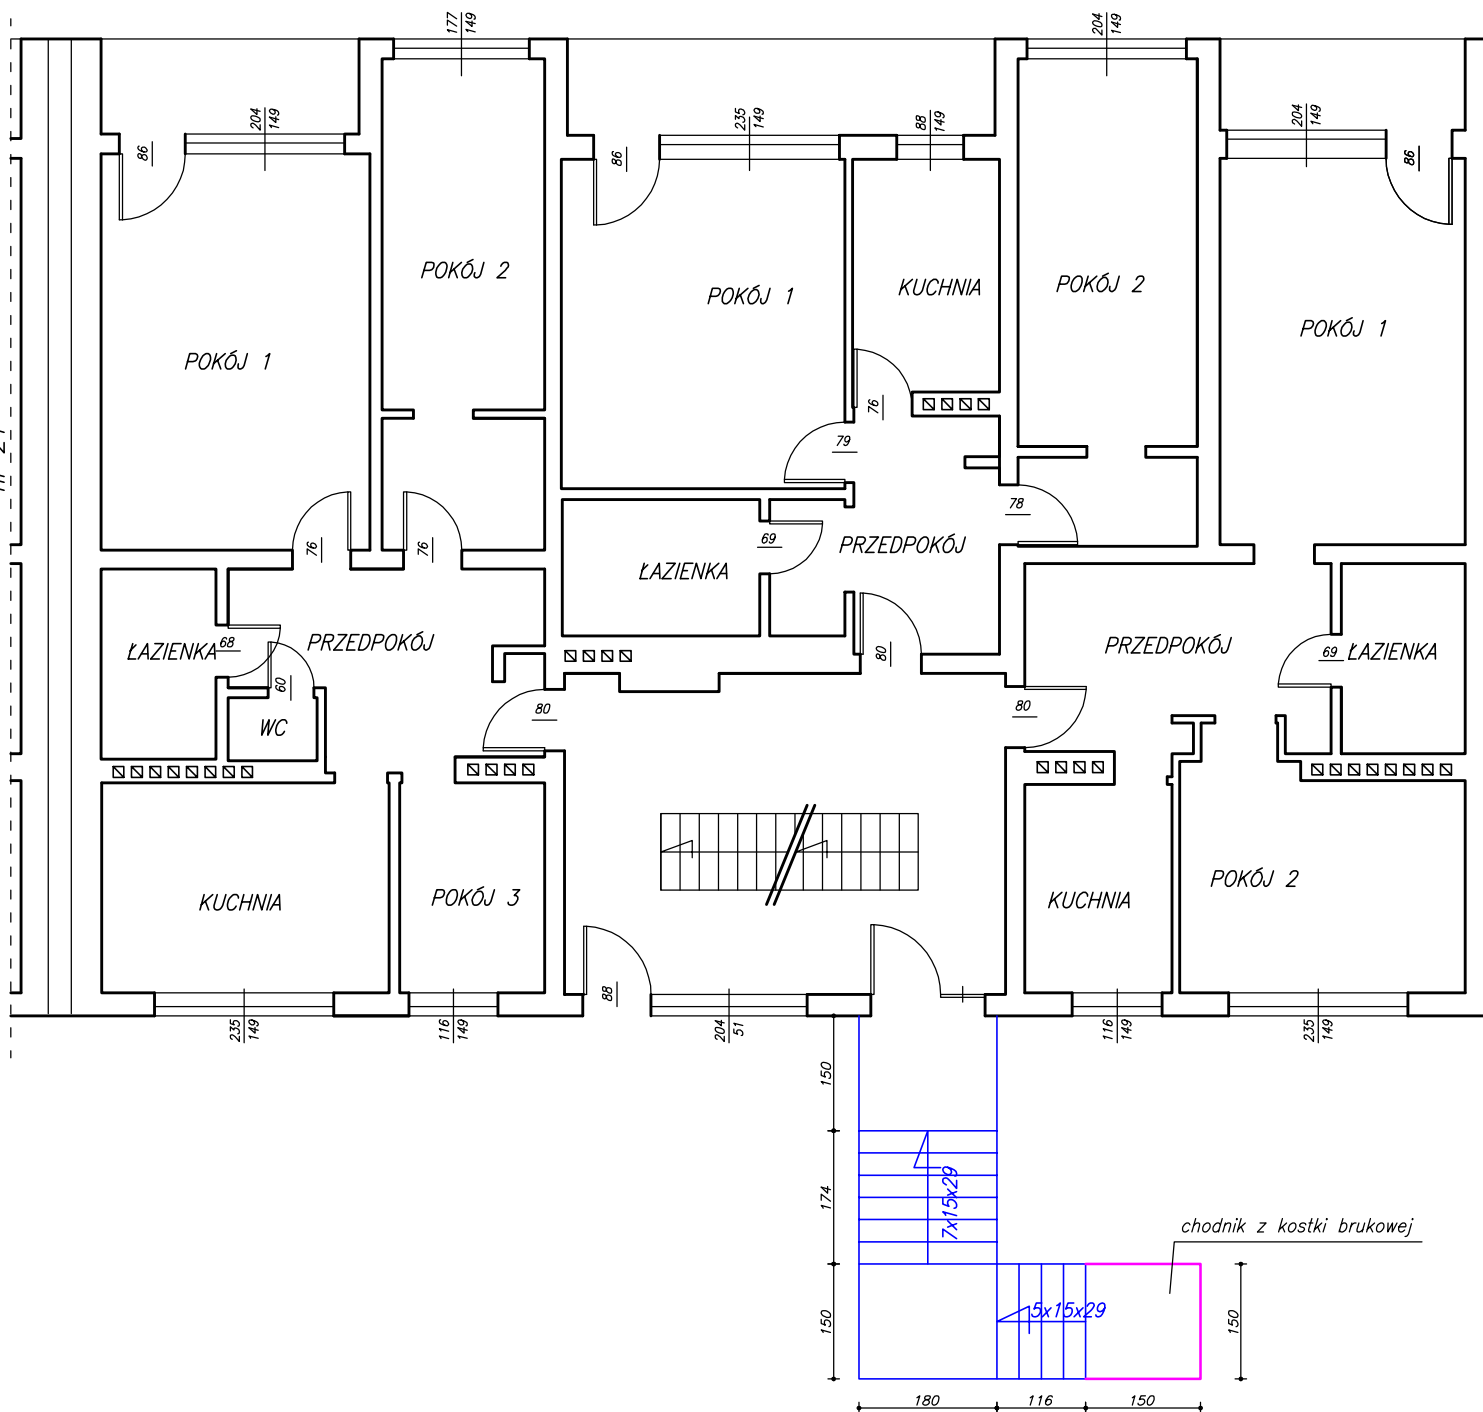 177
149
204
149
204
149
235
149
88
149
204
149
86
86
86
POKÓJ 2
POKÓJ 1
KUCHNIA
POKÓJ 2
POKÓJ 1
POKÓJ 1
76
79
78
76
76
69
PRZEDPOKÓJ
ŁAZIENKA
ŁAZIENKA
68
PRZEDPOKÓJ
60
WC
80
80
80
PRZEDPOKÓJ
69
ŁAZIENKA
KUCHNIA
POKÓJ 3
KUCHNIA
POKÓJ 2
88
235
149
116
149
204
51
116
149
235
149
150
174
7x15x29
chodnik z kostki brukowej
150
5x15x29
150
180
116
150